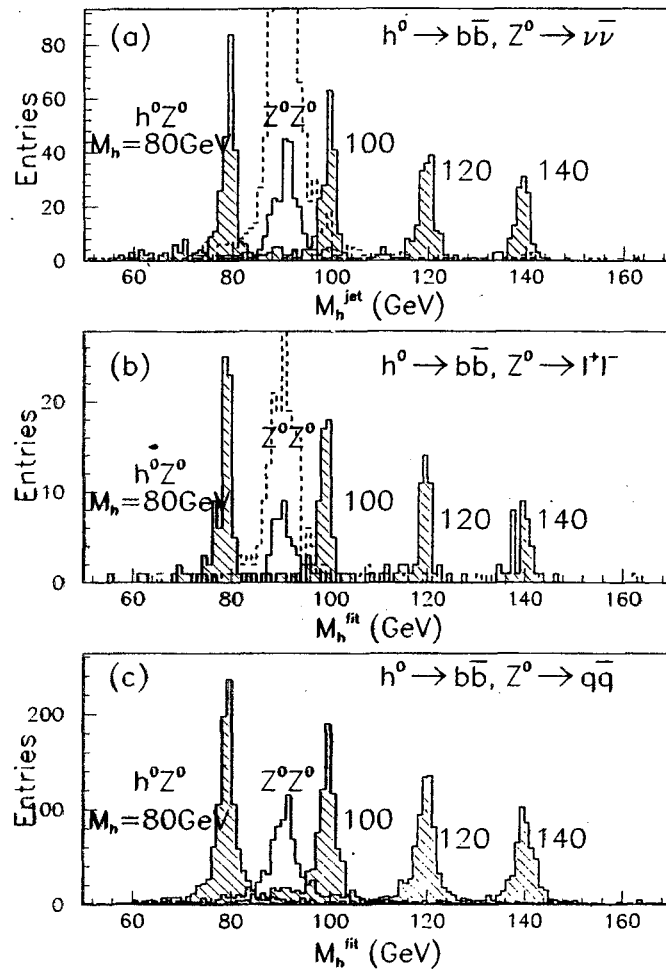 (a) h⁰ → bb̄, Z⁰ → νν̄
h⁰Z⁰ Z⁰Z⁰
M_h=80GeV 100 120 140
Entries
80
60
40
20
0
60 80 100 120 140 160
M_h^jet (GeV)
(b) h⁰ → bb̄, Z⁰ → l⁺l⁻
Z⁰Z⁰
h⁰Z⁰
M_h=80GeV 100 120 140
Entries
20
10
0
60 80 100 120 140 160
M_h^fit (GeV)
(c) h⁰ → bb̄, Z⁰ → qq̄
h⁰Z⁰ Z⁰Z⁰
M_h=80GeV 100 120 140
Entries
200
100
0
60 80 100 120 140 160
M_h^fit (GeV)